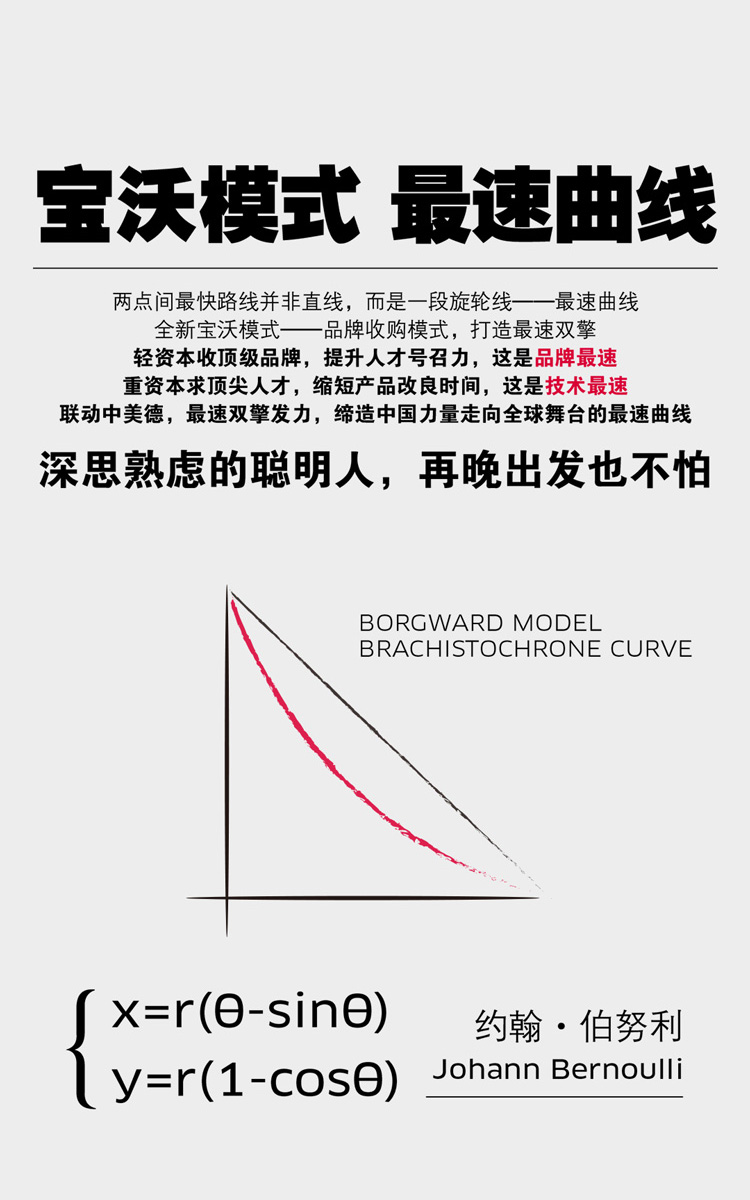 宝沃模式 最速曲线
两点间最快路线并非直线，而是一段旋轮线——最速曲线
全新宝沃模式——品牌收购模式，打造最速双擎
轻资本收顶级品牌，提升人才号召力，这是品牌最速
重资本求顶尖人才，缩短产品改良时间，这是技术最速
联动中美德，最速双擎发力，缔造中国力量走向全球舞台的最速曲线
深思熟虑的聪明人，再晚出发也不怕
BORGWARD MODEL
BRACHISTOCHRONE CURVE
x=r(θ-sinθ)
y=r(1-cosθ)
约翰·伯努利
Johann Bernoulli